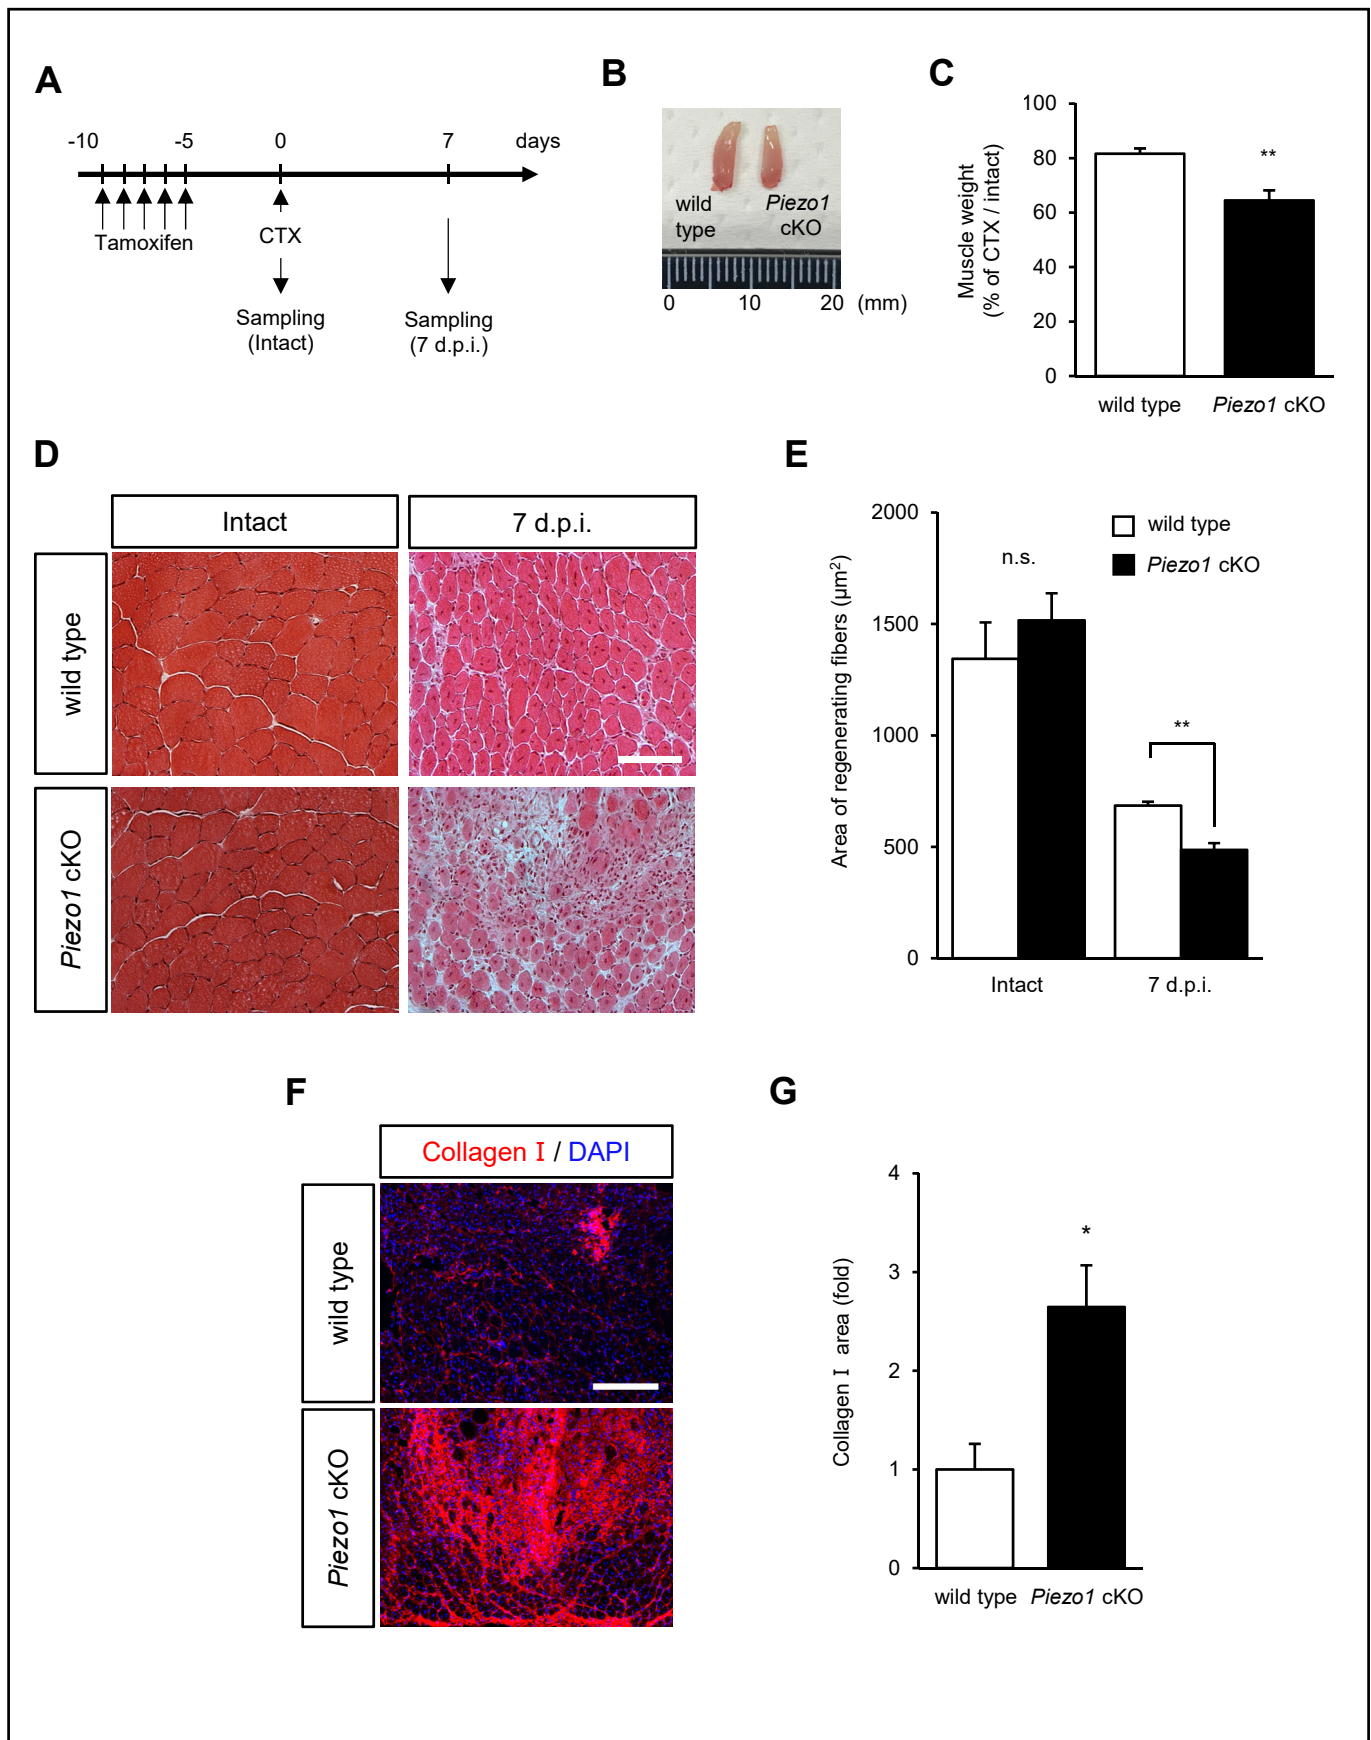 A
-10
-5
0
7
days
Tamoxifen
CTX
Sampling
(Intact)
Sampling
(7 d.p.i.)
B
wild
type
Piezo1
cKO
0
10
20
(mm)
C
Muscle weight
(% of CTX / intact)
100
80
60
40
20
0
**
wild type
Piezo1 cKO
D
Intact
7 d.p.i.
wild type
Piezo1 cKO
E
Area of regenerating fibers (µm²)
2000
1500
1000
500
0
n.s.
**
wild type
Piezo1 cKO
Intact
7 d.p.i.
F
Collagen I / DAPI
wild type
Piezo1 cKO
G
Collagen I area (fold)
4
3
2
1
0
*
wild type
Piezo1 cKO